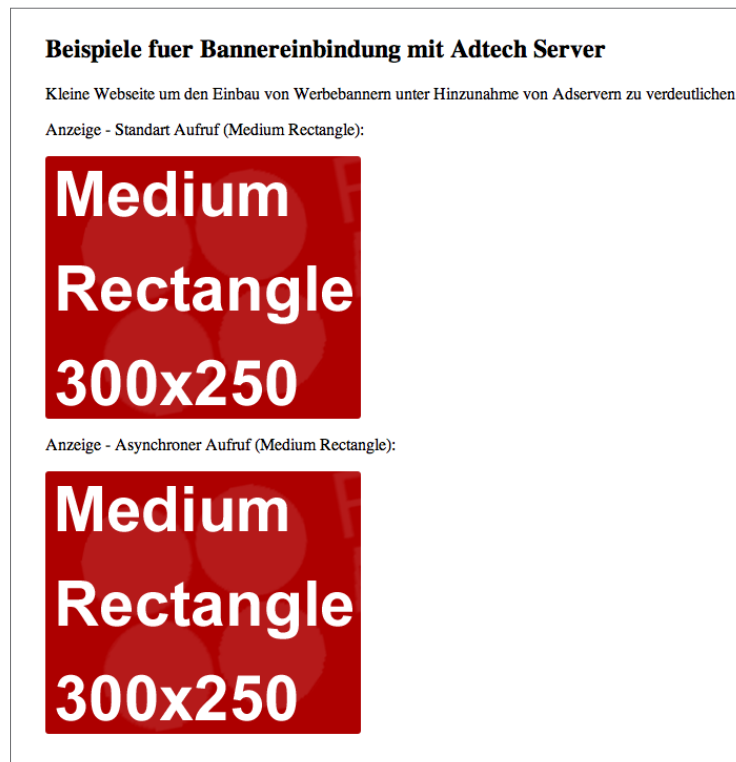 Beispiele fuer Bannereinbindung mit Adtech Server
Kleine Webseite um den Einbau von Werbebannern unter Hinzunahme von Adservern zu verdeutlichen
Anzeige - Standart Aufruf (Medium Rectangle):
Medium
Rectangle
300x250
Anzeige - Asynchroner Aufruf (Medium Rectangle):
Medium
Rectangle
300x250